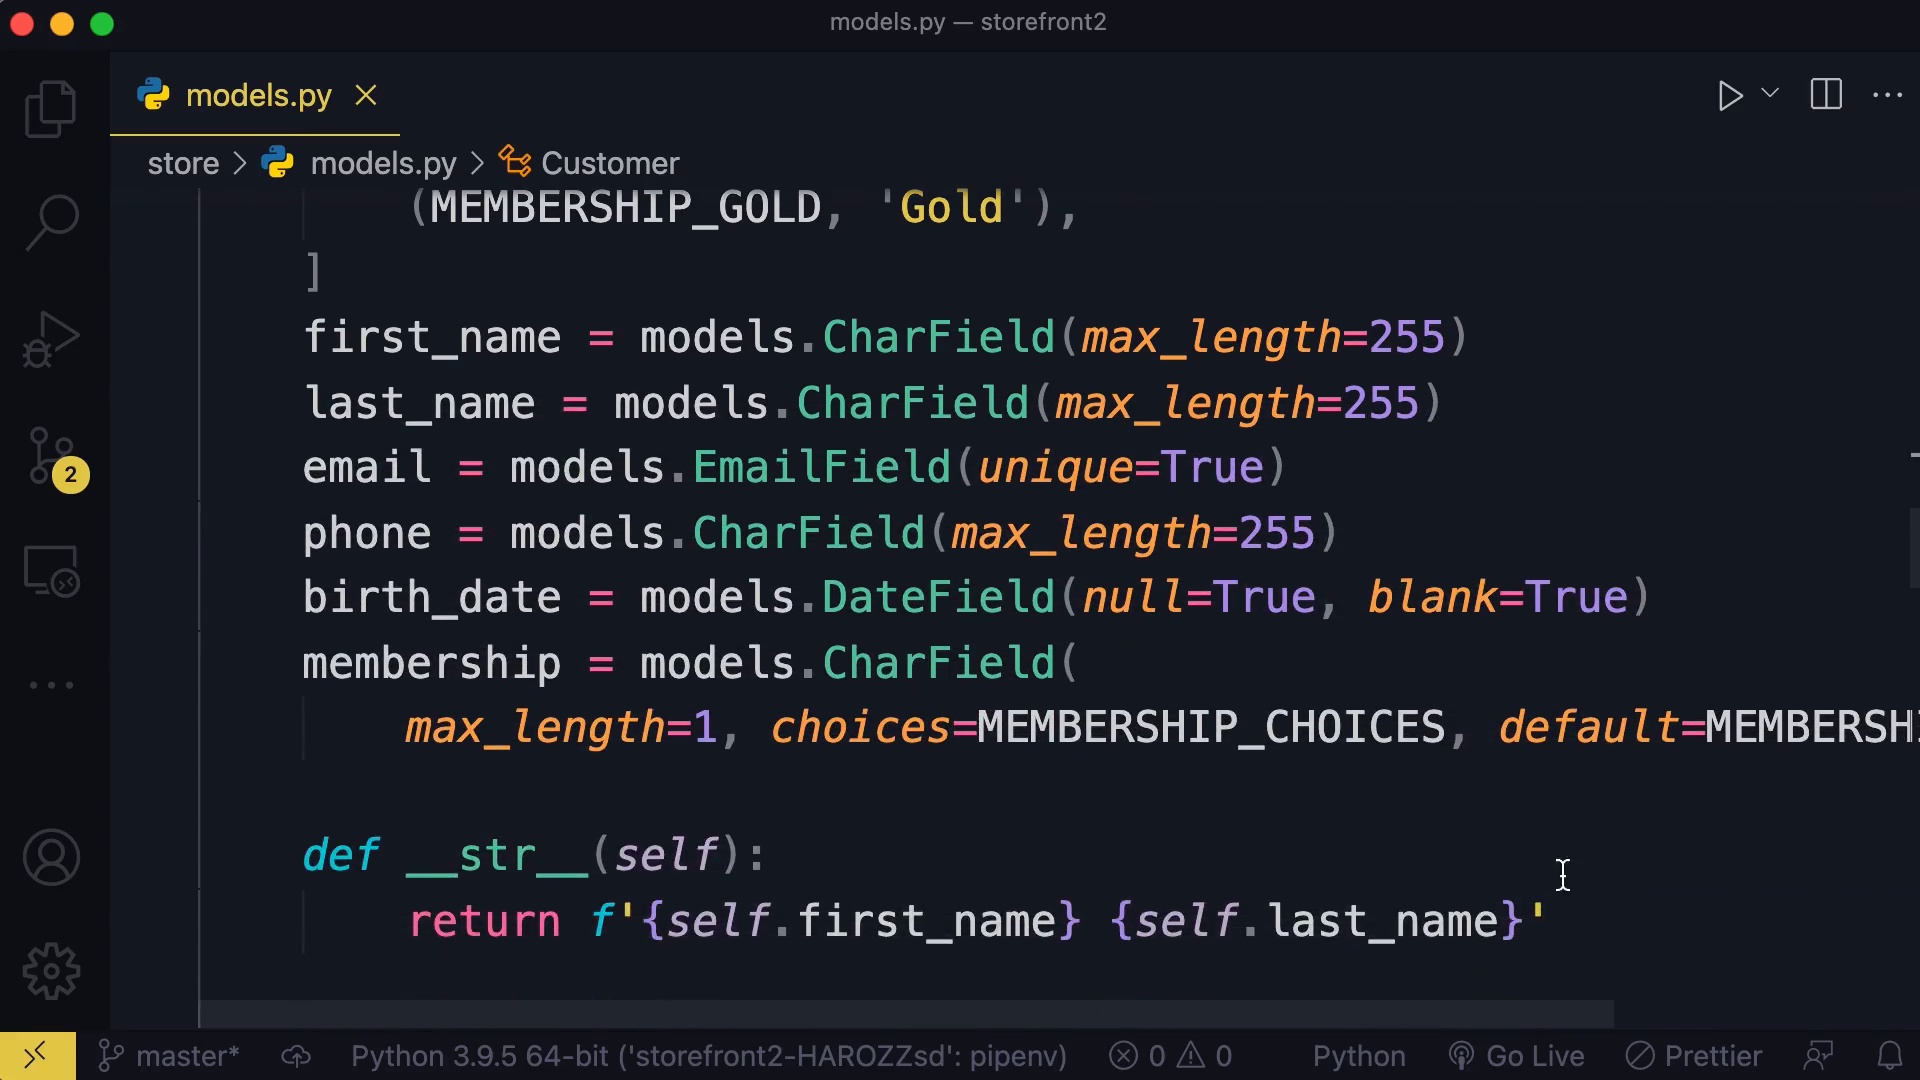 models.py — storefront2
models.py
store > models.py > Customer
(MEMBERSHIP_GOLD, 'Gold'),
]
first_name = models.CharField(max_length=255)
last_name = models.CharField(max_length=255)
email = models.EmailField(unique=True)
phone = models.CharField(max_length=255)
birth_date = models.DateField(null=True, blank=True)
membership = models.CharField(
max_length=1, choices=MEMBERSHIP_CHOICES, default=MEMBERSHI
def __str__(self):
return f'{self.first_name} {self.last_name}'
2
master* Python 3.9.5 64-bit ('storefront2-HAROZZsd': pipenv) 0 0 Python Go Live Prettier